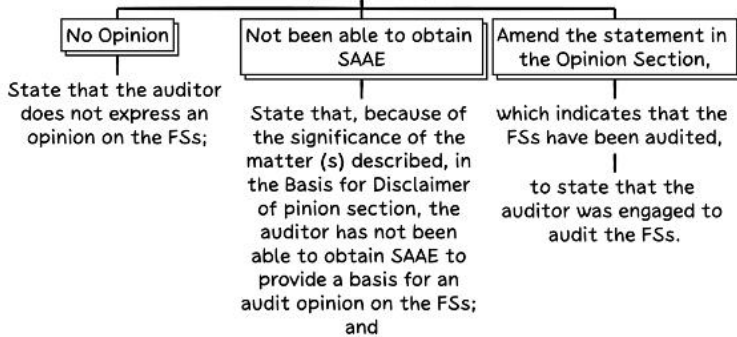 No Opinion
State that the auditor
does not express an
opinion on the FSs;
Not been able to obtain
SAAE
State that, because of
the significance of the
matter (s) described, in
the Basis for Disclaimer
of pinion section, the
auditor has not been
able to obtain SAAE to
provide a basis for an
audit opinion on the FSs;
and
Amend the statement in
the Opinion Section,
which indicates that the
FSs have been audited,
to state that the
auditor was engaged to
audit the FSs.